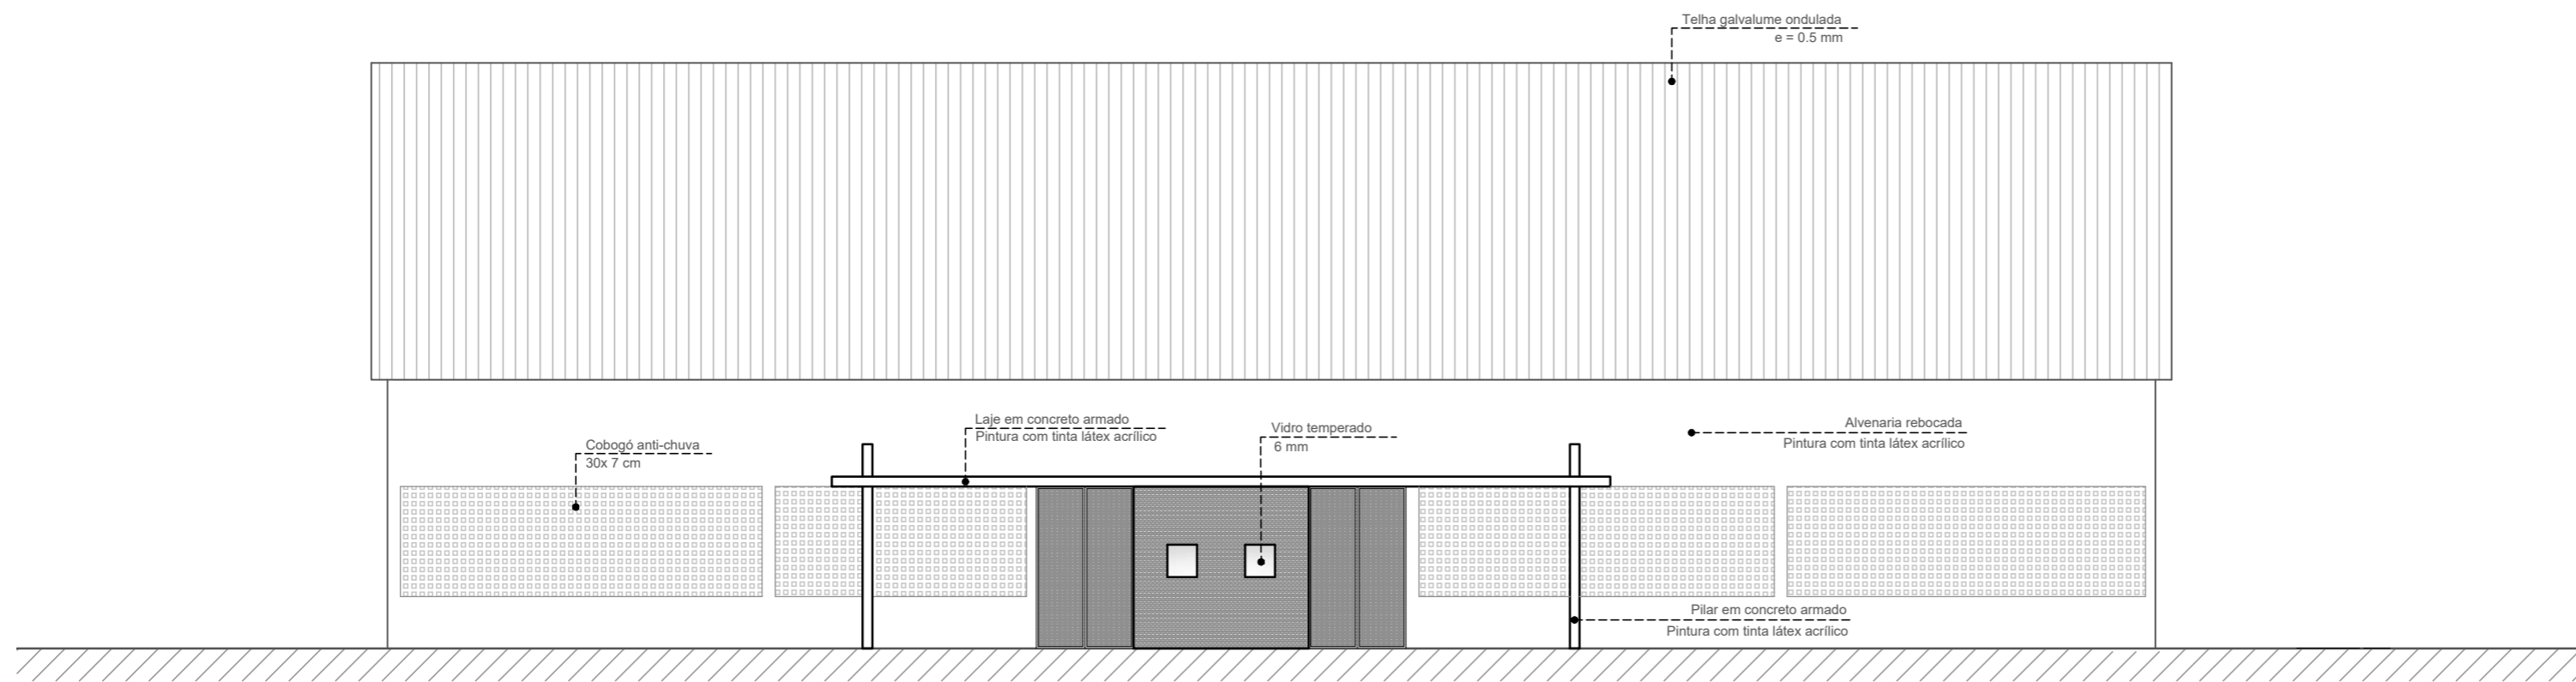 Telha galvalume ondulada
e = 0.5 mm
Laje em concreto armado
Pintura com tinta látex acrílico
Vidro temperado
6 mm
Alvenaria rebocada
Pintura com tinta látex acrílico
Cobogó anti-chuva
30x 7 cm
Pilar em concreto armado
Pintura com tinta látex acrílico